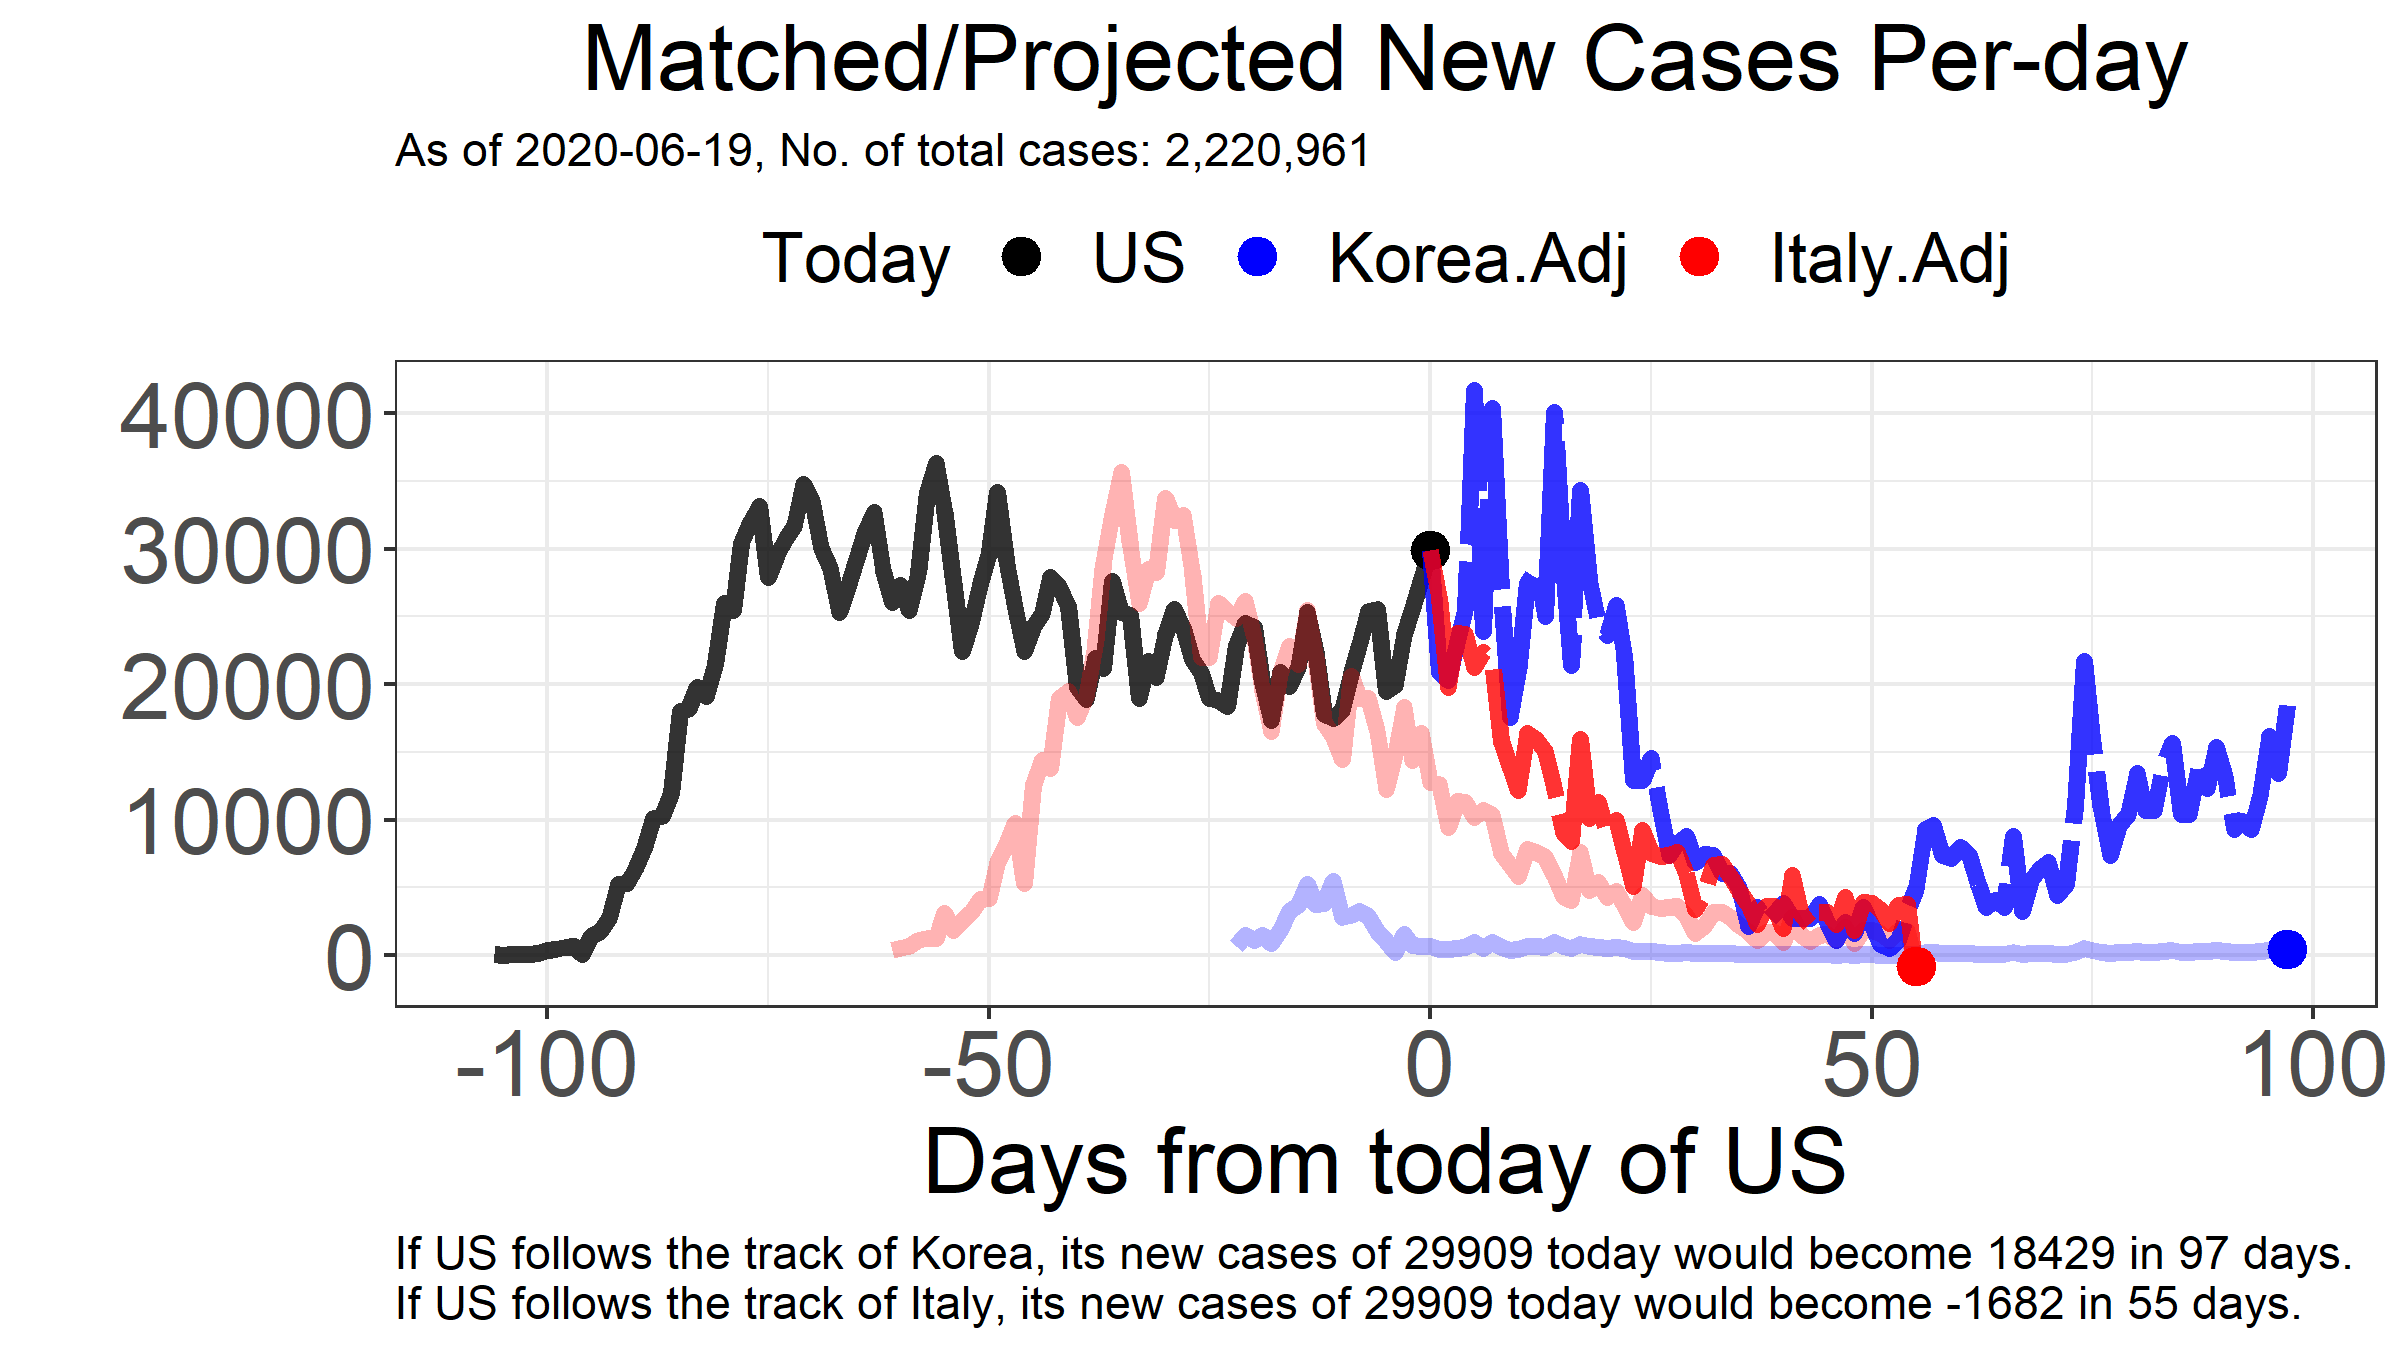 Matched/Projected New Cases Per-day
As of 2020-06-19, No. of total cases: 2,220,961
Today US Korea.Adj Italy.Adj
40000
30000
20000
10000
0
-100 -50 0 50 100
Days from today of US
If US follows the track of Korea, its new cases of 29909 today would become 18429 in 97 days.
If US follows the track of Italy, its new cases of 29909 today would become -1682 in 55 days.